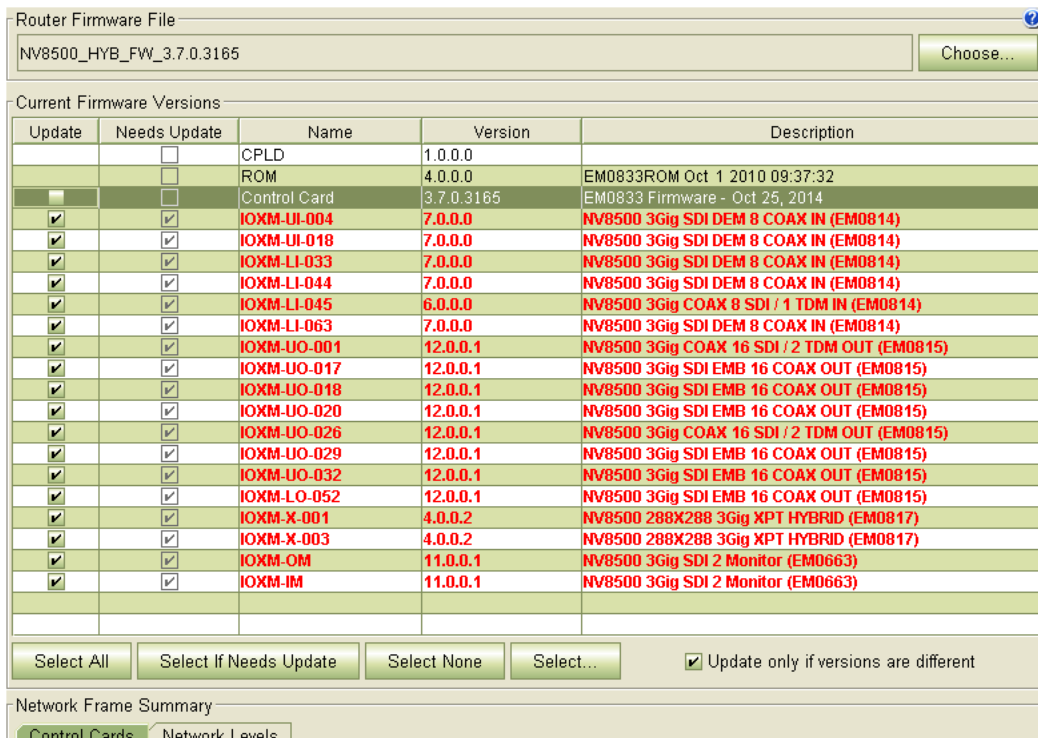 Router Firmware File
?
NV8500_HYB_FW_3.7.0.3165 Choose...
Current Firmware Versions
Update Needs Update Name Version Description
CPLD 1.0.0.0
ROM 4.0.0.0 EM0833ROM Oct 1 2010 09:37:32
Control Card 3.7.0.3165 EM0833 Firmware - Oct 25, 2014
IOXM-UI-004 7.0.0.0 NV8500 3Gig SDI DEM 8 COAX IN (EM0814)
IOXM-UI-018 7.0.0.0 NV8500 3Gig SDI DEM 8 COAX IN (EM0814)
IOXM-LI-033 7.0.0.0 NV8500 3Gig SDI DEM 8 COAX IN (EM0814)
IOXM-LI-044 7.0.0.0 NV8500 3Gig SDI DEM 8 COAX IN (EM0814)
IOXM-LI-045 6.0.0.0 NV8500 3Gig COAX 8 SDI / 1 TDM IN (EM0814)
IOXM-LI-063 7.0.0.0 NV8500 3Gig SDI DEM 8 COAX IN (EM0814)
IOXM-UO-001 12.0.0.1 NV8500 3Gig COAX 16 SDI / 2 TDM OUT (EM0815)
IOXM-UO-017 12.0.0.1 NV8500 3Gig SDI EMB 16 COAX OUT (EM0815)
IOXM-UO-018 12.0.0.1 NV8500 3Gig SDI EMB 16 COAX OUT (EM0815)
IOXM-UO-020 12.0.0.1 NV8500 3Gig SDI EMB 16 COAX OUT (EM0815)
IOXM-UO-026 12.0.0.1 NV8500 3Gig COAX 16 SDI / 2 TDM OUT (EM0815)
IOXM-UO-029 12.0.0.1 NV8500 3Gig SDI EMB 16 COAX OUT (EM0815)
IOXM-UO-032 12.0.0.1 NV8500 3Gig SDI EMB 16 COAX OUT (EM0815)
IOXM-LO-052 12.0.0.1 NV8500 3Gig SDI EMB 16 COAX OUT (EM0815)
IOXM-X-001 4.0.0.2 NV8500 288X288 3Gig XPT HYBRID (EM0817)
IOXM-X-003 4.0.0.2 NV8500 288X288 3Gig XPT HYBRID (EM0817)
IOXM-OM 11.0.0.1 NV8500 3Gig SDI 2 Monitor (EM0663)
IOXM-IM 11.0.0.1 NV8500 3Gig SDI 2 Monitor (EM0663)
Select All Select If Needs Update Select None Select... Update only if versions are different
Network Frame Summary
Control Cards Network Levels